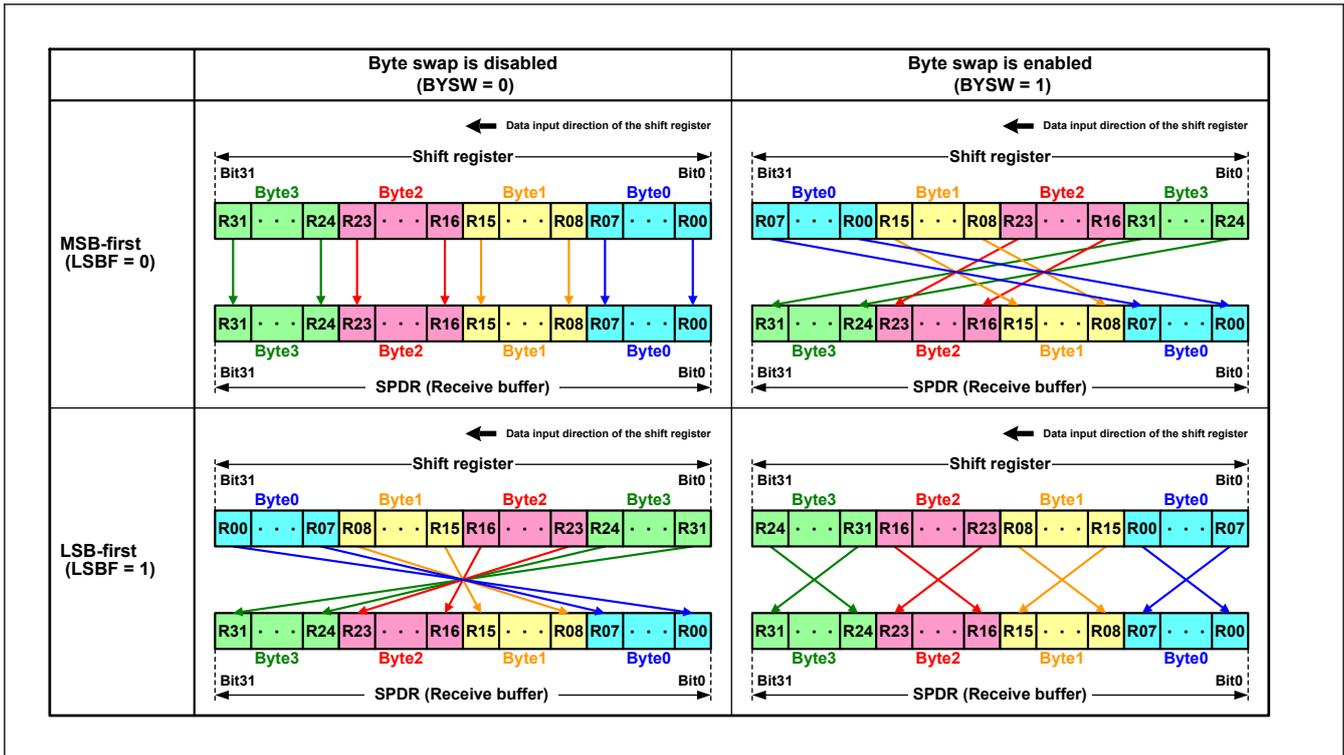 Byte swap is disabled
(BYSW = 0)
Byte swap is enabled
(BYSW = 1)
MSB-first
(LSBF = 0)
Data input direction of the shift register
Shift register
Bit31 Bit0
Byte3 Byte2 Byte1 Byte0
R31 · · · R24 R23 · · · R16 R15 · · · R08 R07 · · · R00
R31 · · · R24 R23 · · · R16 R15 · · · R08 R07 · · · R00
Byte3 Byte2 Byte1 Byte0
Bit31 Bit0
SPDR (Receive buffer)
Data input direction of the shift register
Shift register
Bit31 Bit0
Byte0 Byte1 Byte2 Byte3
R07 · · · R00 R15 · · · R08 R23 · · · R16 R31 · · · R24
R31 · · · R24 R23 · · · R16 R15 · · · R08 R07 · · · R00
Byte3 Byte2 Byte1 Byte0
Bit31 Bit0
SPDR (Receive buffer)
LSB-first
(LSBF = 1)
Data input direction of the shift register
Shift register
Bit31 Bit0
Byte0 Byte1 Byte2 Byte3
R00 · · · R07 R08 · · · R15 R16 · · · R23 R24 · · · R31
R31 · · · R24 R23 · · · R16 R15 · · · R08 R07 · · · R00
Byte3 Byte2 Byte1 Byte0
Bit31 Bit0
SPDR (Receive buffer)
Data input direction of the shift register
Shift register
Bit31 Bit0
Byte3 Byte2 Byte1 Byte0
R24 · · · R31 R16 · · · R23 R08 · · · R15 R00 · · · R07
R31 · · · R24 R23 · · · R16 R15 · · · R08 R07 · · · R00
Byte3 Byte2 Byte1 Byte0
Bit31 Bit0
SPDR (Receive buffer)